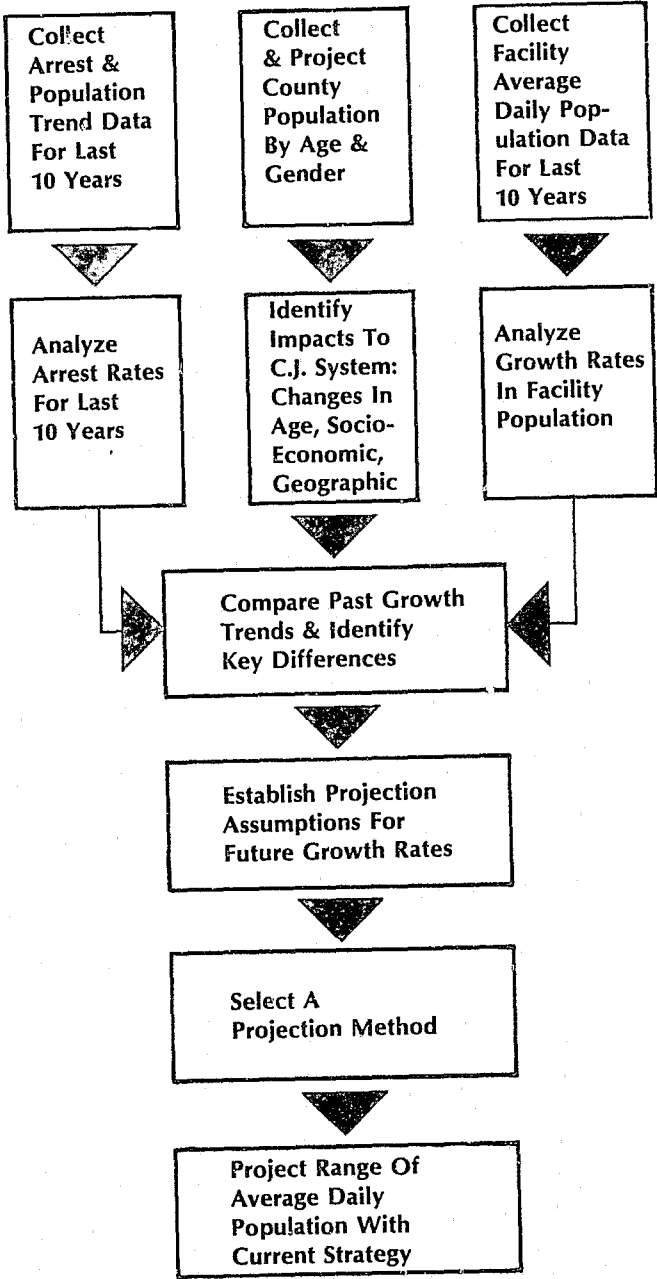 Collect
Arrest &
Population
Trend Data
For Last
10 Years
Collect
& Project
County
Population
By Age &
Gender
Collect
Facility
Average
Daily Pop-
ulation Data
For Last
10 Years
Analyze
Arrest Rates
For Last
10 Years
Identify
Impacts To
C.J. System:
Changes In
Age, Socio-
Economic,
Geographic
Analyze
Growth Rates
In Facility
Population
Compare Past Growth
Trends & Identify
Key Differences
Establish Projection
Assumptions For
Future Growth Rates
Select A
Projection Method
Project Range Of
Average Daily
Population With
Current Strategy